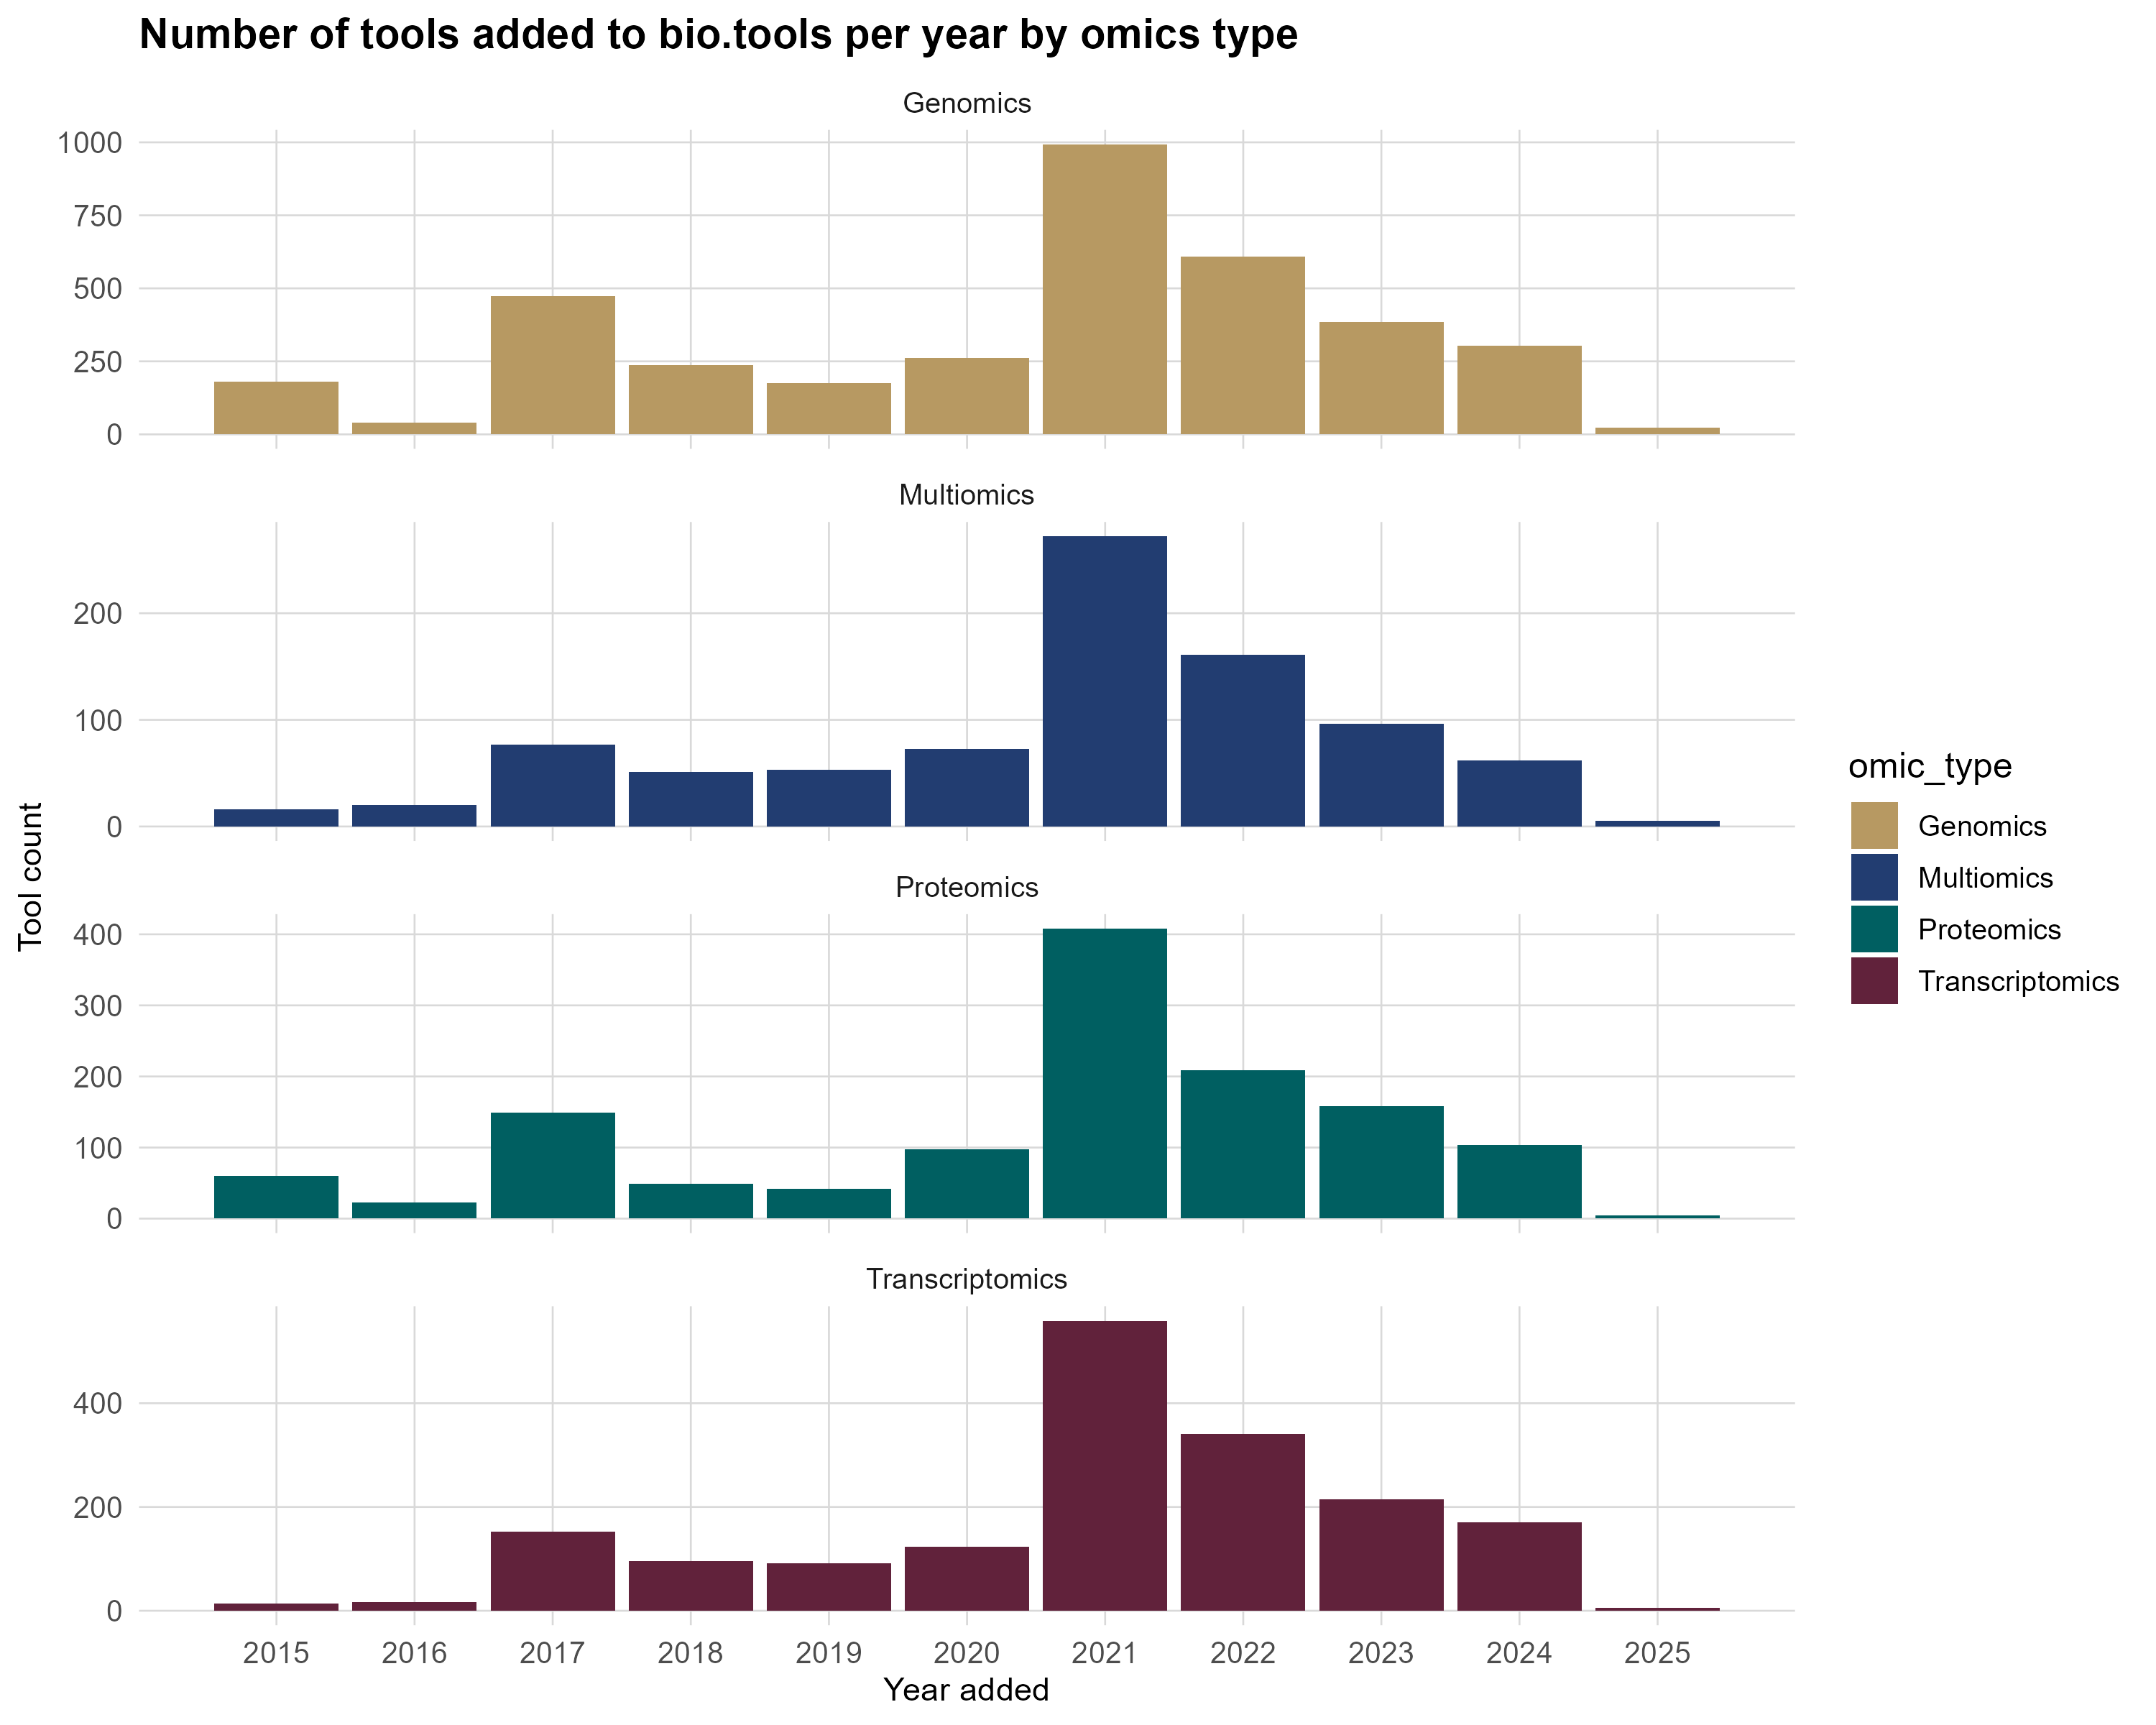 Number of tools added to bio.tools per year by omics type
Genomics
1000
750
500
250
0
Multiomics
200
100
0
Proteomics
400
300
200
100
0
Transcriptomics
400
200
0
2015 2016 2017 2018 2019 2020 2021 2022 2023 2024 2025
Year added
Tool count
omic_type
Genomics
Multiomics
Proteomics
Transcriptomics